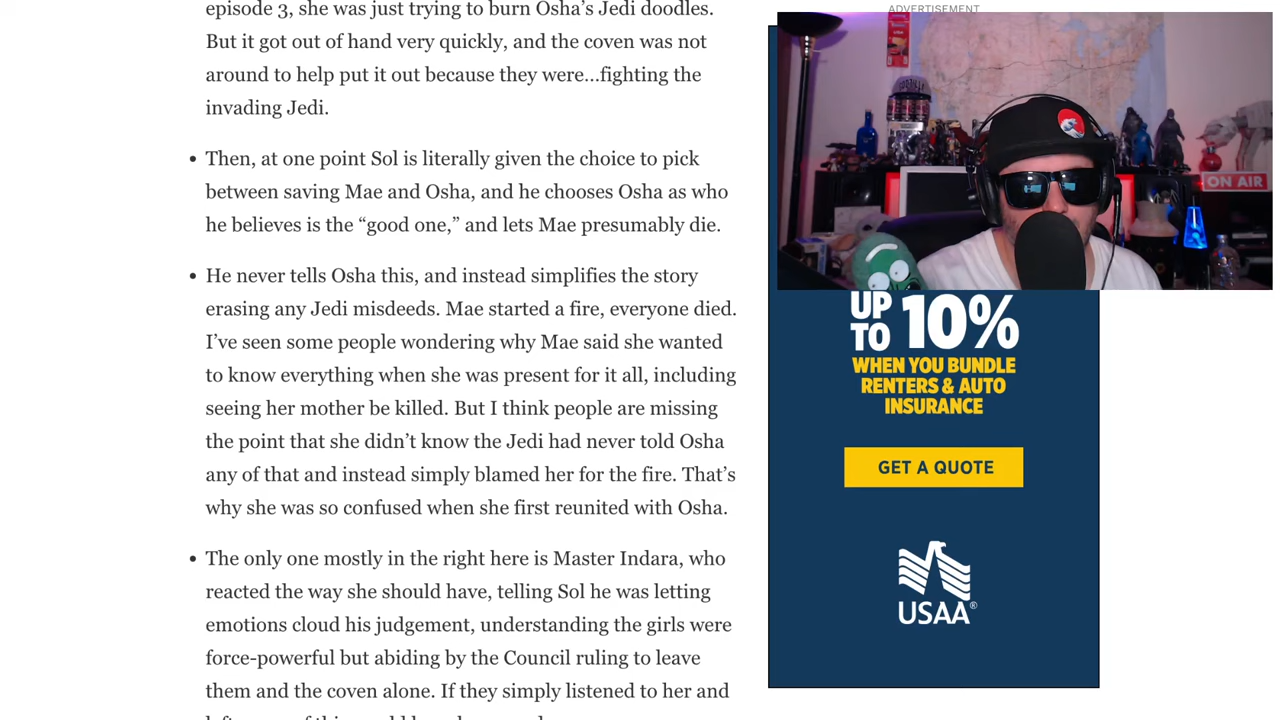 episode 3, she was just trying to burn Osha’s Jedi doodles.
But it got out of hand very quickly, and the coven was not
around to help put it out because they were…fighting the
invading Jedi.
• Then, at one point Sol is literally given the choice to pick
between saving Mae and Osha, and he chooses Osha as who
he believes is the “good one,” and lets Mae presumably die.
• He never tells Osha this, and instead simplifies the story
erasing any Jedi misdeeds. Mae started a fire, everyone died.
I’ve seen some people wondering why Mae said she wanted
to know everything when she was present for it all, including
seeing her mother be killed. But I think people are missing
the point that she didn’t know the Jedi had never told Osha
any of that and instead simply blamed her for the fire. That’s
why she was so confused when she first reunited with Osha.
• The only one mostly in the right here is Master Indara, who
reacted the way she should have, telling Sol he was letting
emotions cloud his judgement, understanding the girls were
force-powerful but abiding by the Council ruling to leave
them and the coven alone. If they simply listened to her and
ADVERTISEMENT
ON AIR
UP TO 10%
WHEN YOU BUNDLE
RENTERS & AUTO
INSURANCE
GET A QUOTE
USAA®